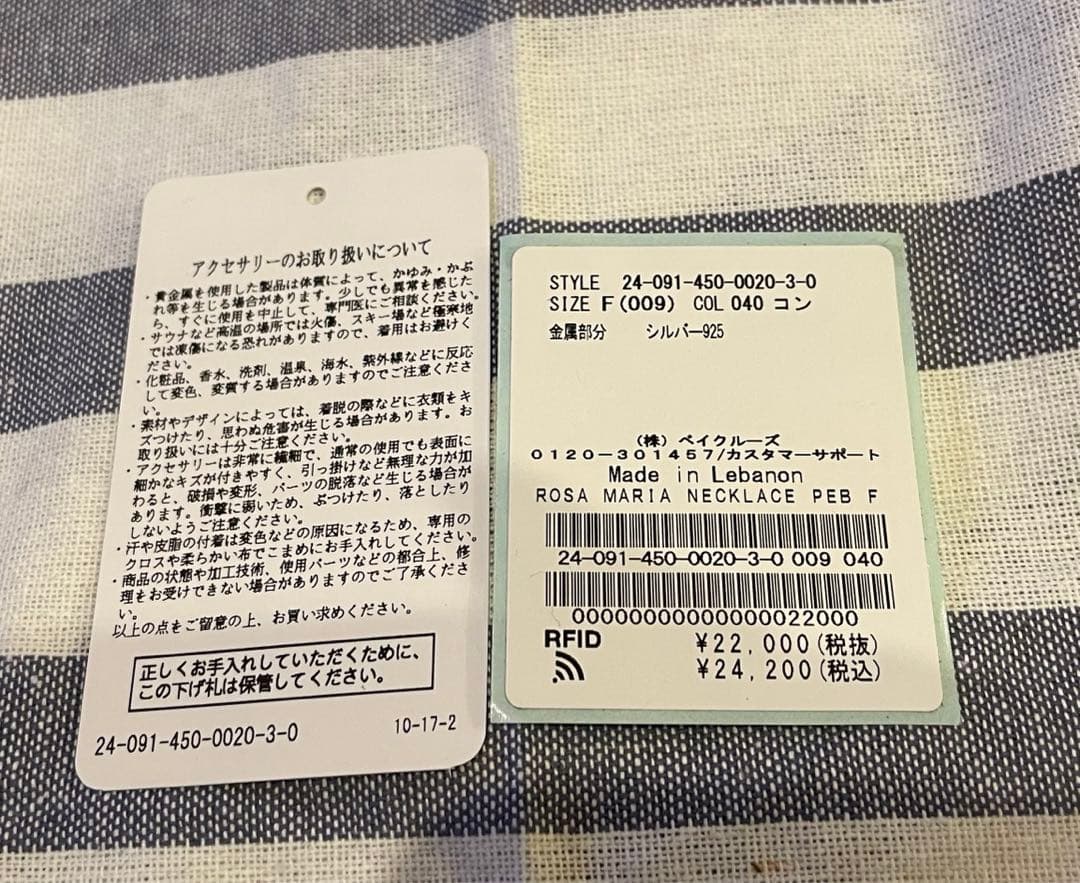 アクセサリーのお取り扱いについて
・貴金属を使用した製品は体質によって、かゆみ・かぶ
れ等を生じる場合があります。少しでも異常を感じた
ら、すぐに使用を中止して、専門医にご相談ください。
・サウナなど高温の場所では火傷、スキー場など極寒地
では凍傷になる恐れがありますので、着用はお避けく
ださい。
・化粧品、香水、洗剤、温泉、海水、紫外線などに反応
して変色、変質する場合がありますのでご注意くださ
い。
・素材やデザインによっては、着脱の際などに衣類をキ
ズつけたり、思わぬ危害が生じる場合があります。お
取り扱いには十分ご注意ください。
・アクセサリーは非常に繊細で、通常の使用でも表面に
細かなキズが付きやすく、引っ掛けなど無理な力が加
わると、破損や変形、パーツの脱落など生じる場合が
あります。衝撃に弱いため、ぶつけたり、落としたり
しないようご注意ください。
・汗や皮脂の付着は変色などの原因になるため、専用の
クロスや柔らかい布でこまめにお手入れしてください。
・商品の状態や加工技術、使用パーツなどの都合上、修
理をお受けできない場合がありますのでご了承くださ
い。
以上の点をご留意の上、お買い求めください。
正しくお手入れしていただくために、
この下げ札は保管してください。
24-091-450-0020-3-0 10-17-2
STYLE 24-091-450-0020-3-0
SIZE F(009) COL 040 コン
金属部分 シルバー925
(株)ベイクルーズ
0120-301457/カスタマーサポート
Made in Lebanon
ROSA MARIA NECKLACE PEB F
24-091-450-0020-3-0 009 040
00000000000000022000
RFID
¥22,000(税抜)
¥24,200(税込)